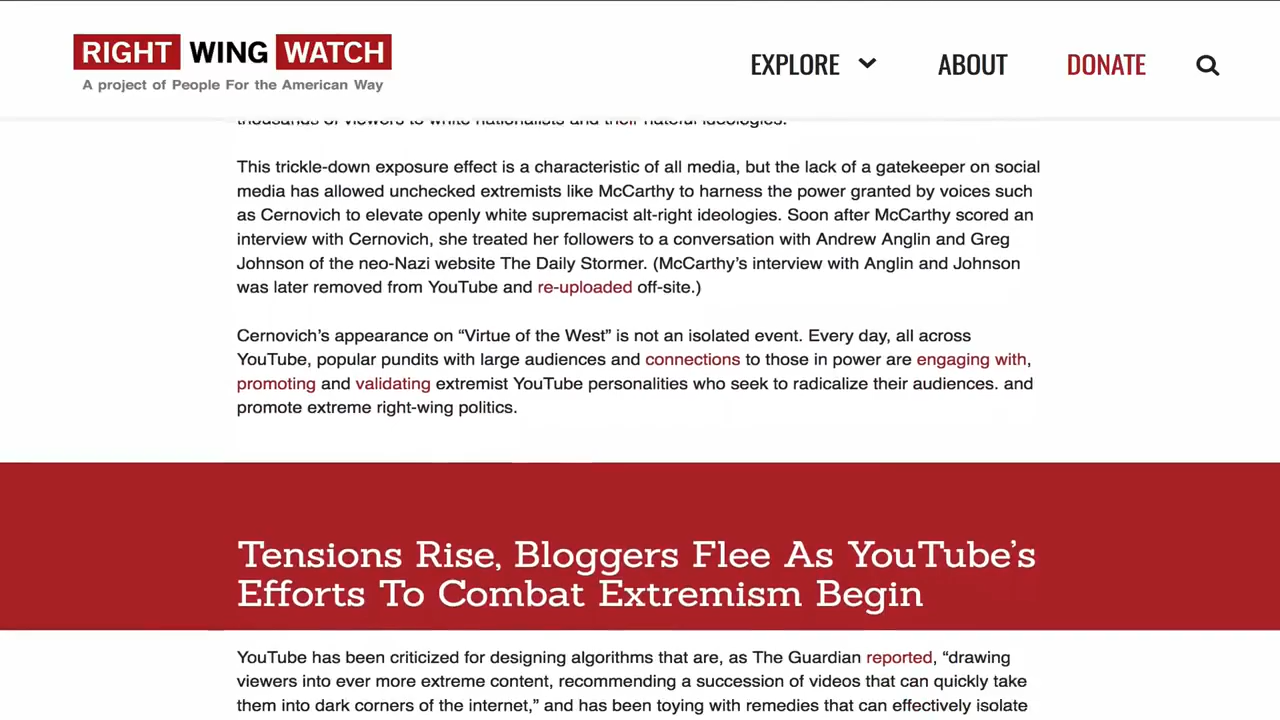 RIGHT WING WATCH
A project of People For the American Way
EXPLORE
ABOUT
DONATE
thousands of viewers to white nationalists and their hateful ideologies.
This trickle-down exposure effect is a characteristic of all media, but the lack of a gatekeeper on social
media has allowed unchecked extremists like McCarthy to harness the power granted by voices such
as Cernovich to elevate openly white supremacist alt-right ideologies. Soon after McCarthy scored an
interview with Cernovich, she treated her followers to a conversation with Andrew Anglin and Greg
Johnson of the neo-Nazi website The Daily Stormer. (McCarthy’s interview with Anglin and Johnson
was later removed from YouTube and re-uploaded off-site.)
Cernovich’s appearance on “Virtue of the West” is not an isolated event. Every day, all across
YouTube, popular pundits with large audiences and connections to those in power are engaging with,
promoting and validating extremist YouTube personalities who seek to radicalize their audiences. and
promote extreme right-wing politics.
Tensions Rise, Bloggers Flee As YouTube’s
Efforts To Combat Extremism Begin
YouTube has been criticized for designing algorithms that are, as The Guardian reported, “drawing
viewers into ever more extreme content, recommending a succession of videos that can quickly take
them into dark corners of the internet,” and has been toying with remedies that can effectively isolate